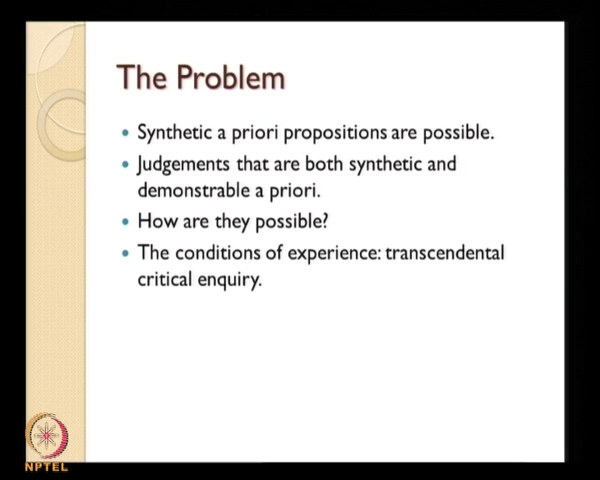 The Problem
• Synthetic a priori propositions are possible.
• Judgements that are both synthetic and
demonstrable a priori.
• How are they possible?
• The conditions of experience: transcendental
critical enquiry.
NPTEL